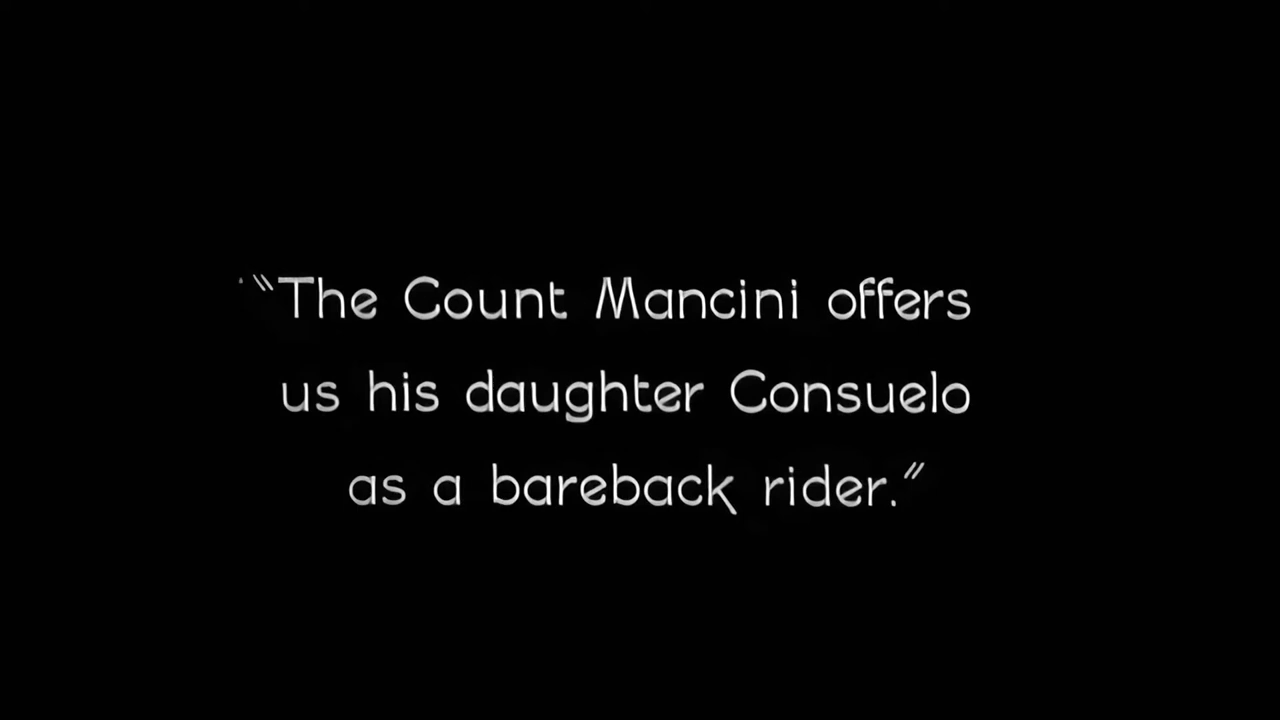 “The Count Mancini offers
us his daughter Consuelo
as a bareback rider.”